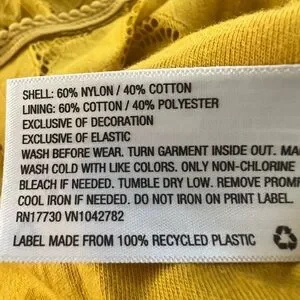 SHELL: 60% NYLON / 40% COTTON
LINING: 60% COTTON / 40% POLYESTER
EXCLUSIVE OF DECORATION
EXCLUSIVE OF ELASTIC
WASH BEFORE WEAR. TURN GARMENT INSIDE OUT. MA
WASH COLD WITH LIKE COLORS. ONLY NON-CHLORINE
BLEACH IF NEEDED. TUMBLE DRY LOW. REMOVE PROMP
COOL IRON IF NEEDED. DO NOT IRON ON PRINT LABEL.
RN17730 VN1042782
LABEL MADE FROM 100% RECYCLED PLASTIC